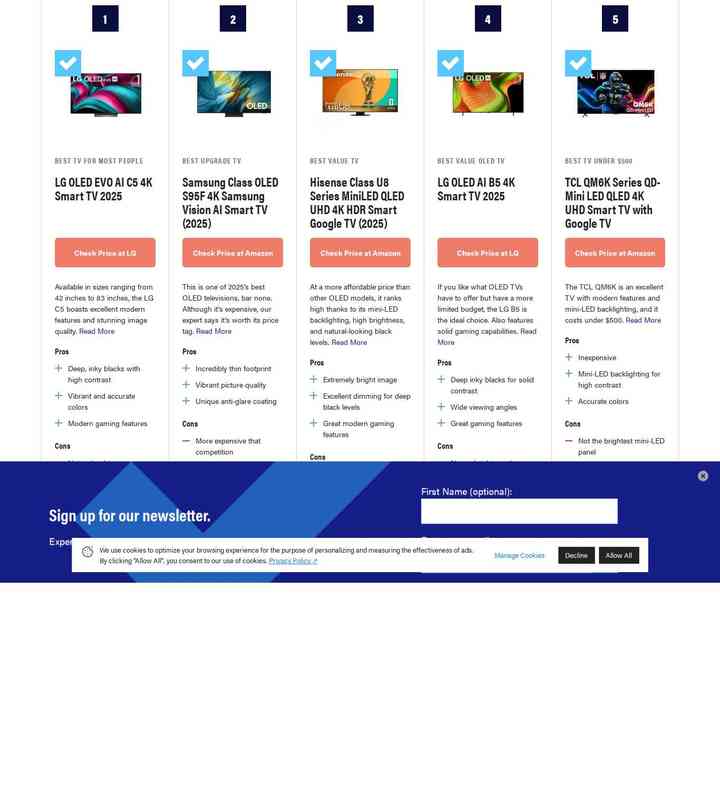 1
2
3
4
5
LG OLED evo
OLED
LG OLED
TCL
QM6K
BEST TV FOR MOST PEOPLE
LG OLED EVO AI C5 4K
Smart TV 2025
Check Price at LG
Available in sizes ranging from
42 inches to 83 inches, the LG
C5 boasts excellent modern
features and stunning image
quality. Read More
Pros
Deep, inky blacks with
high contrast
Vibrant and accurate
colors
Modern gaming features
Cons
BEST UPGRADE TV
Samsung Class OLED
S95F 4K Samsung
Vision AI Smart TV
(2025)
Check Price at Amazon
This is one of 2025's best
OLED televisions, bar none.
Although it's expensive, our
expert says it's worth its price
tag. Read More
Pros
Incredibly thin footprint
Vibrant picture quality
Unique anti-glare coating
Cons
More expensive that
competition
BEST VALUE TV
Hisense Class U8
Series MiniLED QLED
UHD 4K HDR Smart
Google TV (2025)
Check Price at Amazon
At a more affordable price than
other OLED models, it ranks
high thanks to its mini-LED
backlighting, high brightness,
and natural-looking black
levels. Read More
Pros
Extremely bright image
Excellent dimming for deep
black levels
Great modern gaming
features
Cons
BEST VALUE OLED TV
LG OLED AI B5 4K
Smart TV 2025
Check Price at LG
If you like what OLED TVs
have to offer but have a more
limited budget, the LG B5 is
the ideal choice. Also features
solid gaming capabilities. Read
More
Pros
Deep inky blacks for solid
contrast
Wide viewing angles
Great gaming features
Cons
BEST TV UNDER $500
TCL QM6K Series QD-
Mini LED QLED 4K
UHD Smart TV with
Google TV
Check Price at Amazon
The TCL QM6K is an excellent
TV with modern features and
mini-LED backlighting, and it
costs under $500. Read More
Pros
Inexpensive
Mini-LED backlighting for
high contrast
Accurate colors
Cons
Not the brightest mini-LED
panel
Sign up for our newsletter.
First Name (optional):
We use cookies to optimize your browsing experience for the purpose of personalizing and measuring the effectiveness of ads.
By clicking "Allow All", you consent to our use of cookies. Privacy Policy
Manage Cookies
Decline
Allow All